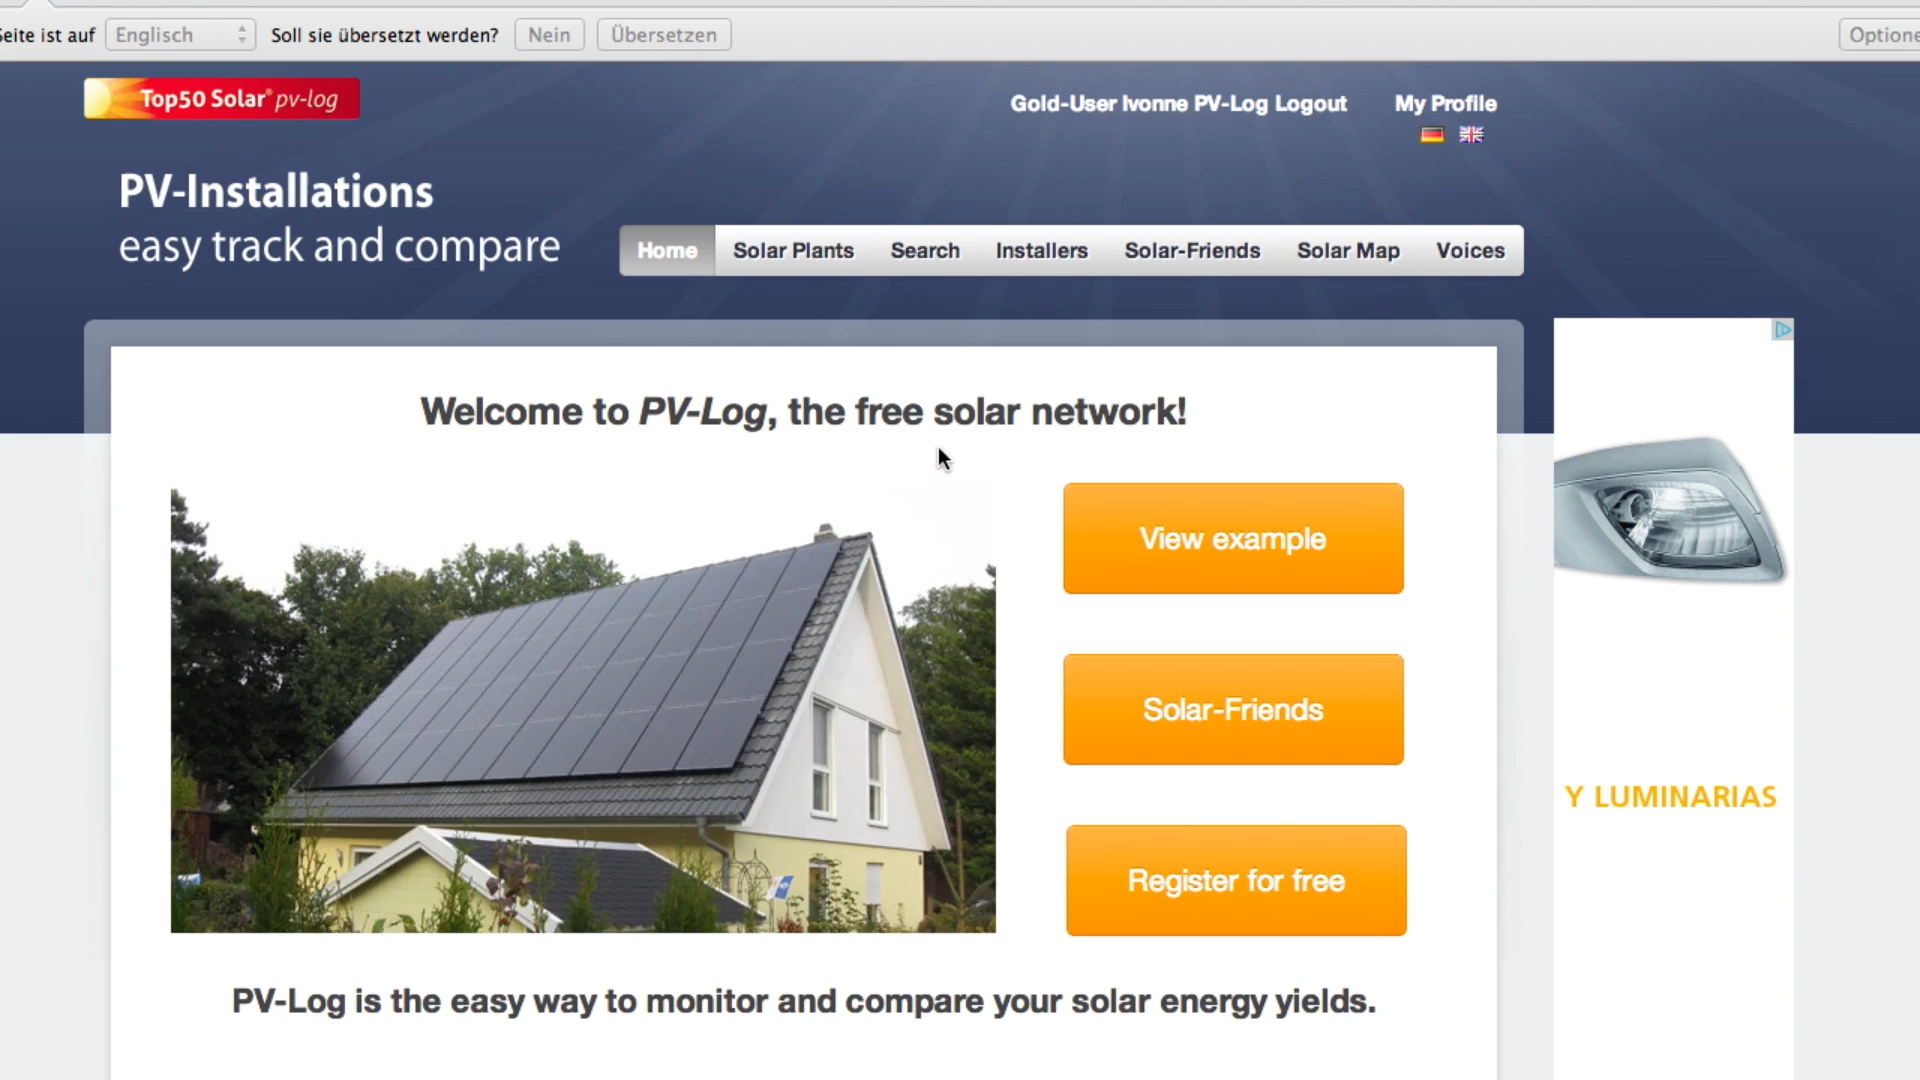 Seite ist auf Englisch Soll sie übersetzt werden? Nein Übersetzen
Top50 Solar® pv-log
Gold-User Ivonne PV-Log Logout My Profile
PV-Installations
easy track and compare
Home Solar Plants Search Installers Solar-Friends Solar Map Voices
Welcome to PV-Log, the free solar network!
View example
Solar-Friends
Y LUMINARIAS
Register for free
PV-Log is the easy way to monitor and compare your solar energy yields.